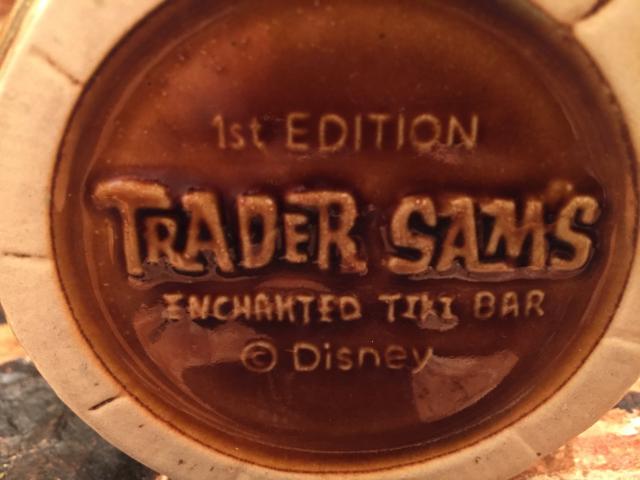 1st EDITION
TRADER SAM'S
ENCHANTED TIKI BAR
© Disney